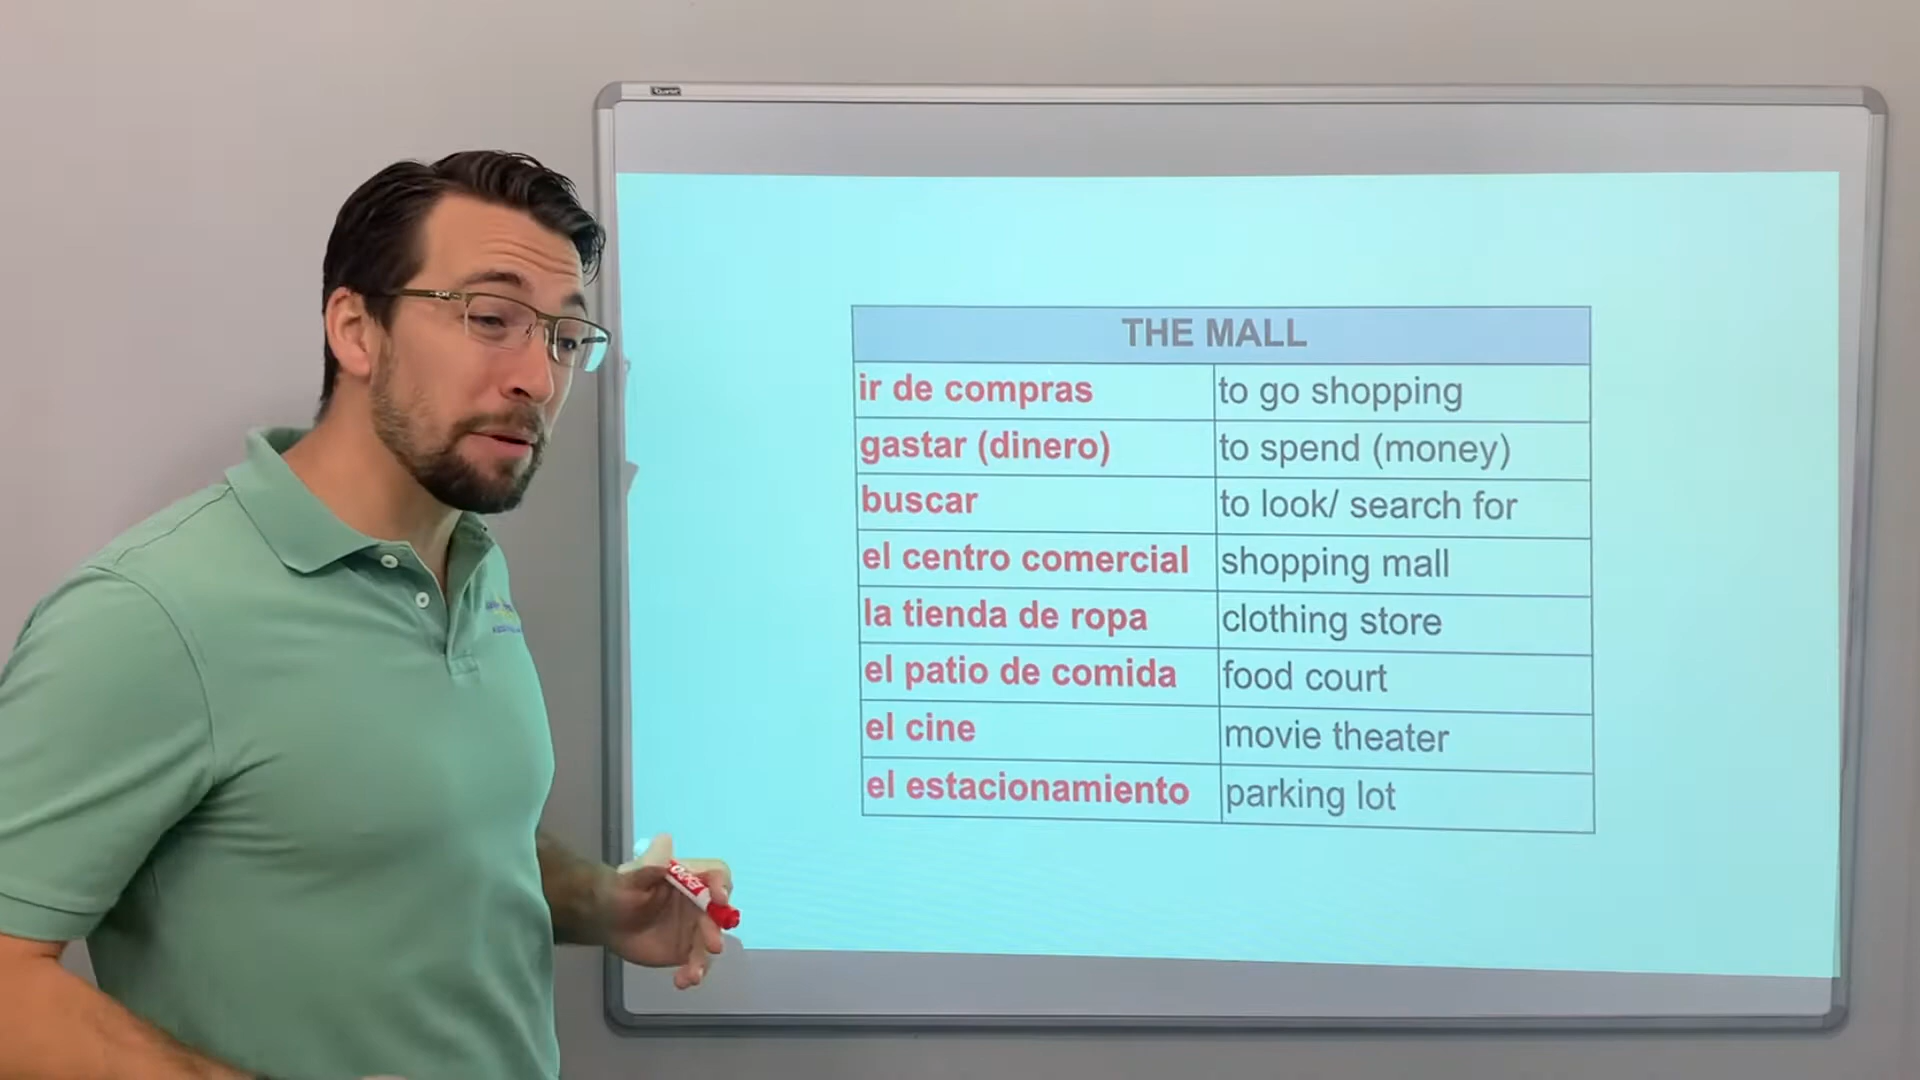 Quartet
THE MALL
ir de compras to go shopping
gastar (dinero) to spend (money)
buscar to look/ search for
el centro comercial shopping mall
la tienda de ropa clothing store
el patio de comida food court
el cine movie theater
el estacionamiento parking lot
EXPO